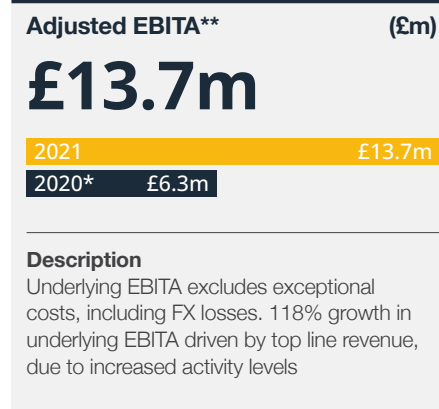 Adjusted EBITA** (£m)
£13.7m
2021 £13.7m
2020* £6.3m
Description
Underlying EBITA excludes exceptional
costs, including FX losses. 118% growth in
underlying EBITA driven by top line revenue,
due to increased activity levels